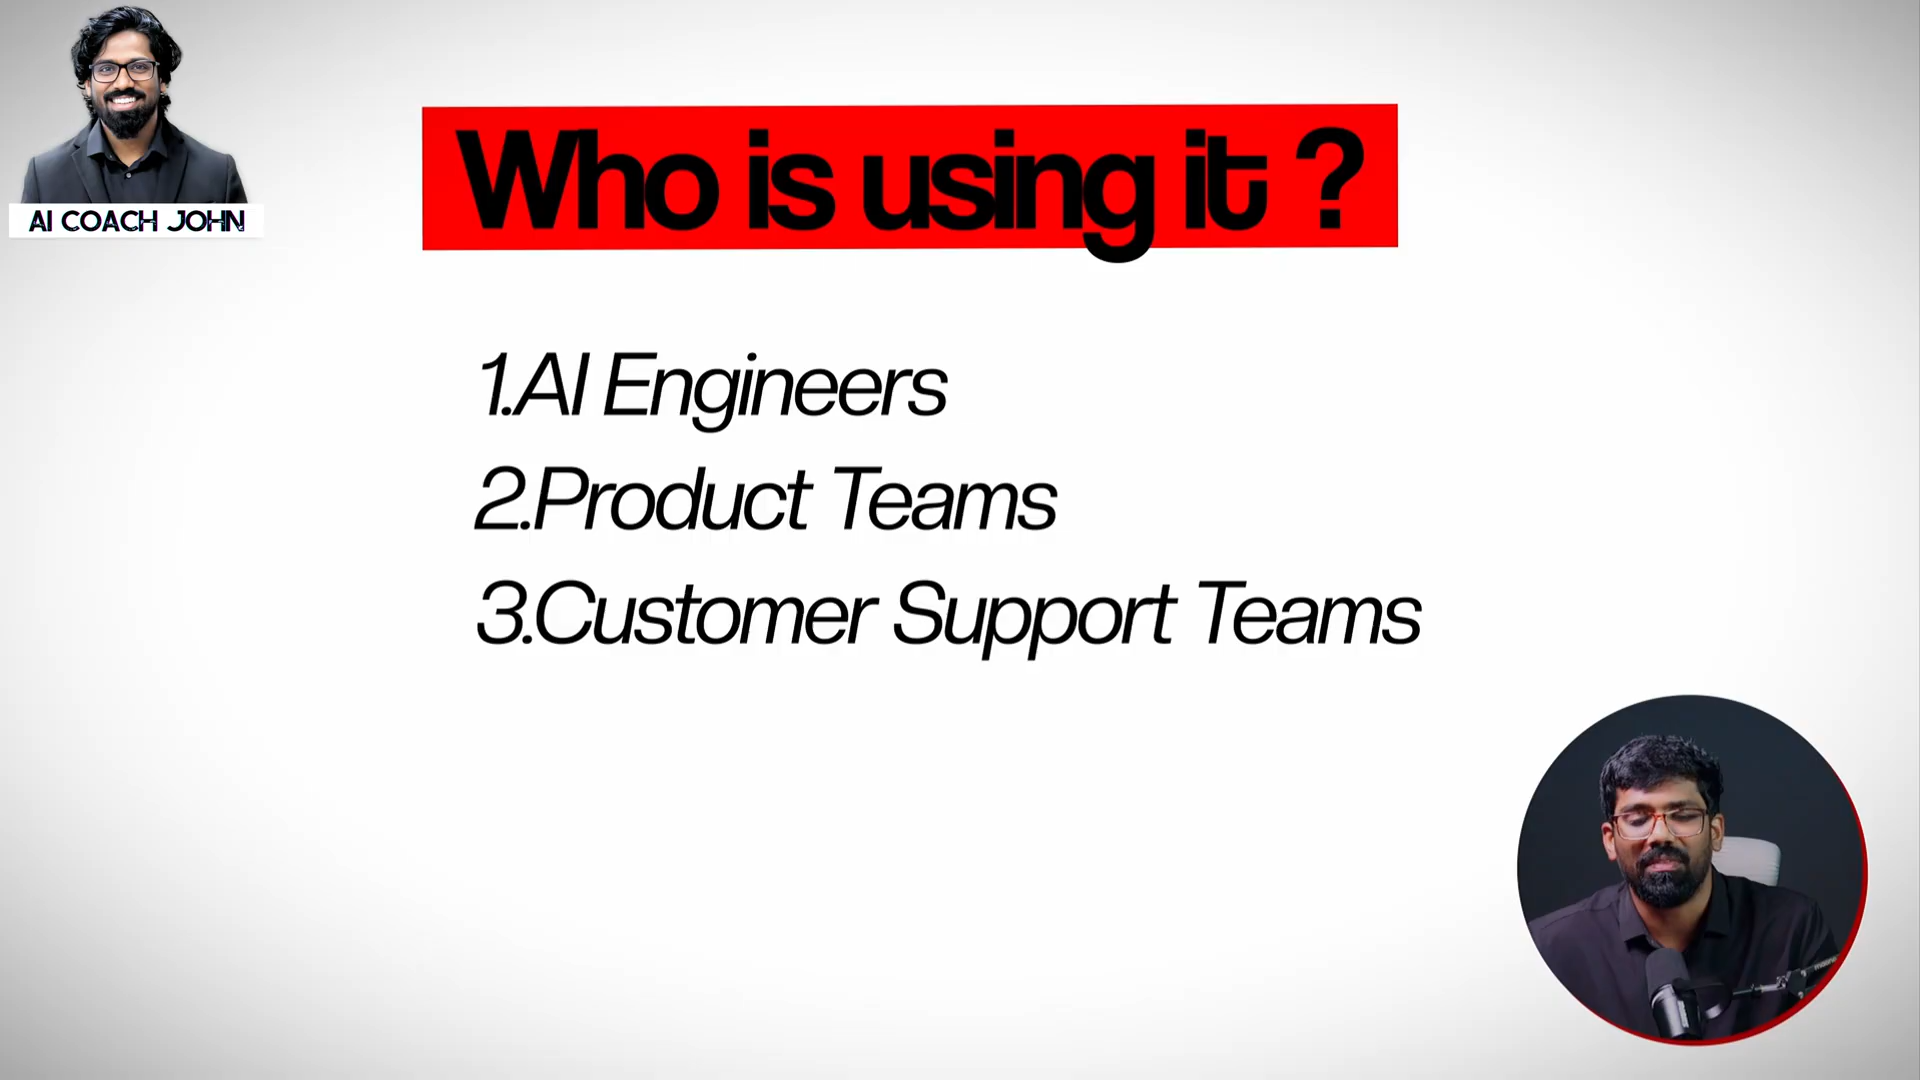 AI COACH JOHN
Who is using it ?
1.AI Engineers
2.Product Teams
3.Customer Support Teams